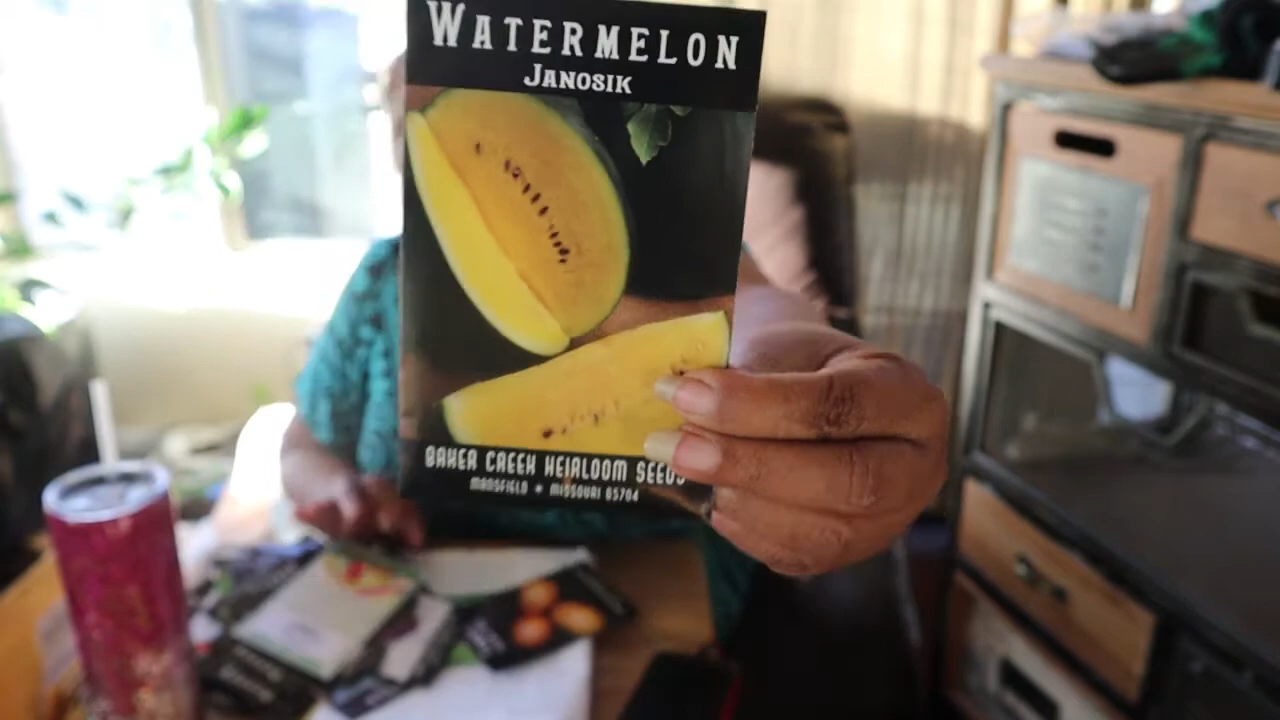 WATERMELON
JANOSIK
BAKER CREEK HEIRLOOM SEEDS
MANSFIELD * MISSOURI 65704